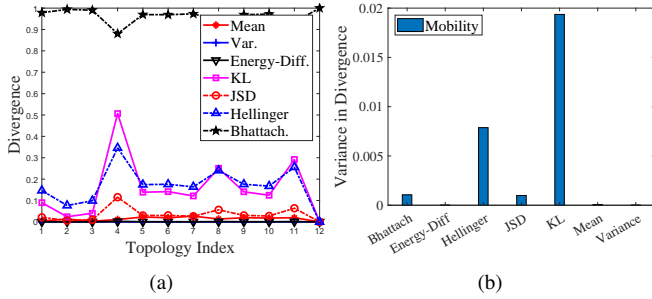 Divergence
1
0.9
0.8
0.7
0.6
0.5
0.4
0.3
0.2
0.1
0
1 2 3 4 5 6 7 8 9 10 11 12
Topology Index
Mean
Var.
Energy-Diff.
KL
JSD
Hellinger
Bhattach.
(a)
Variance in Divergence
0.02
0.015
0.01
0.005
0
Mobility
Bhattach
Energy-Diff
Hellinger
JSD
KL
Mean
Variance
(b)